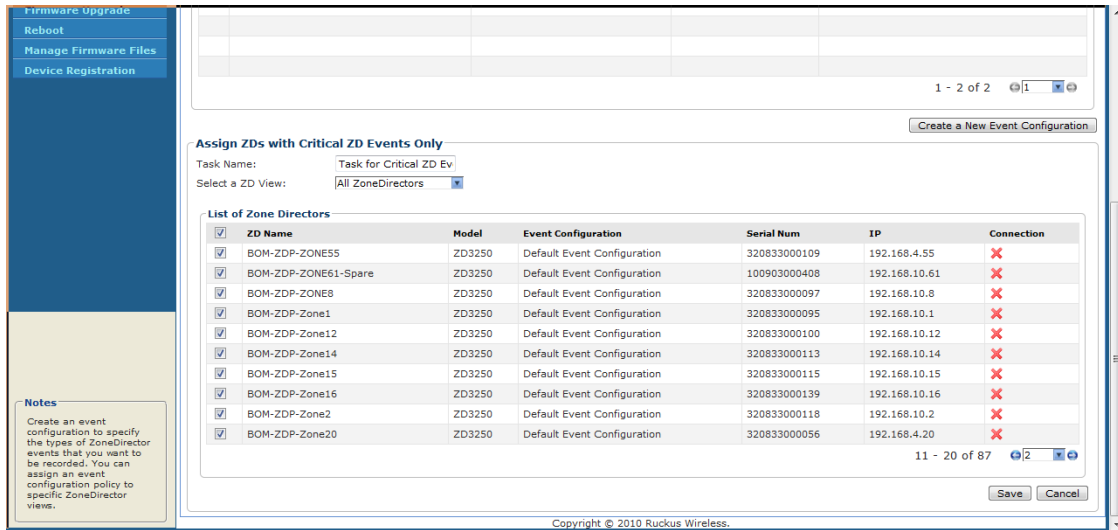 Firmware Upgrade
Reboot
Manage Firmware Files
Device Registration
1 - 2 of 2 1
Create a New Event Configuration
Assign ZDs with Critical ZD Events Only
Task Name: Task for Critical ZD Ev
Select a ZD View: All ZoneDirectors
List of Zone Directors
ZD Name Model Event Configuration Serial Num IP Connection
BOM-ZDP-ZONE55 ZD3250 Default Event Configuration 320833000109 192.168.4.55
BOM-ZDP-ZONE61-Spare ZD3250 Default Event Configuration 100903000408 192.168.10.61
BOM-ZDP-ZONE8 ZD3250 Default Event Configuration 320833000097 192.168.10.8
BOM-ZDP-Zone1 ZD3250 Default Event Configuration 320833000095 192.168.10.1
BOM-ZDP-Zone12 ZD3250 Default Event Configuration 320833000100 192.168.10.12
BOM-ZDP-Zone14 ZD3250 Default Event Configuration 320833000113 192.168.10.14
BOM-ZDP-Zone15 ZD3250 Default Event Configuration 320833000115 192.168.10.15
BOM-ZDP-Zone16 ZD3250 Default Event Configuration 320833000139 192.168.10.16
BOM-ZDP-Zone2 ZD3250 Default Event Configuration 320833000118 192.168.10.2
BOM-ZDP-Zone20 ZD3250 Default Event Configuration 320833000056 192.168.4.20
11 - 20 of 87 2
Save Cancel
Notes
Create an event
configuration to specify
the types of ZoneDirector
events that you want to
be recorded. You can
assign an event
configuration policy to
specific ZoneDirector
views.
Copyright © 2010 Ruckus Wireless.